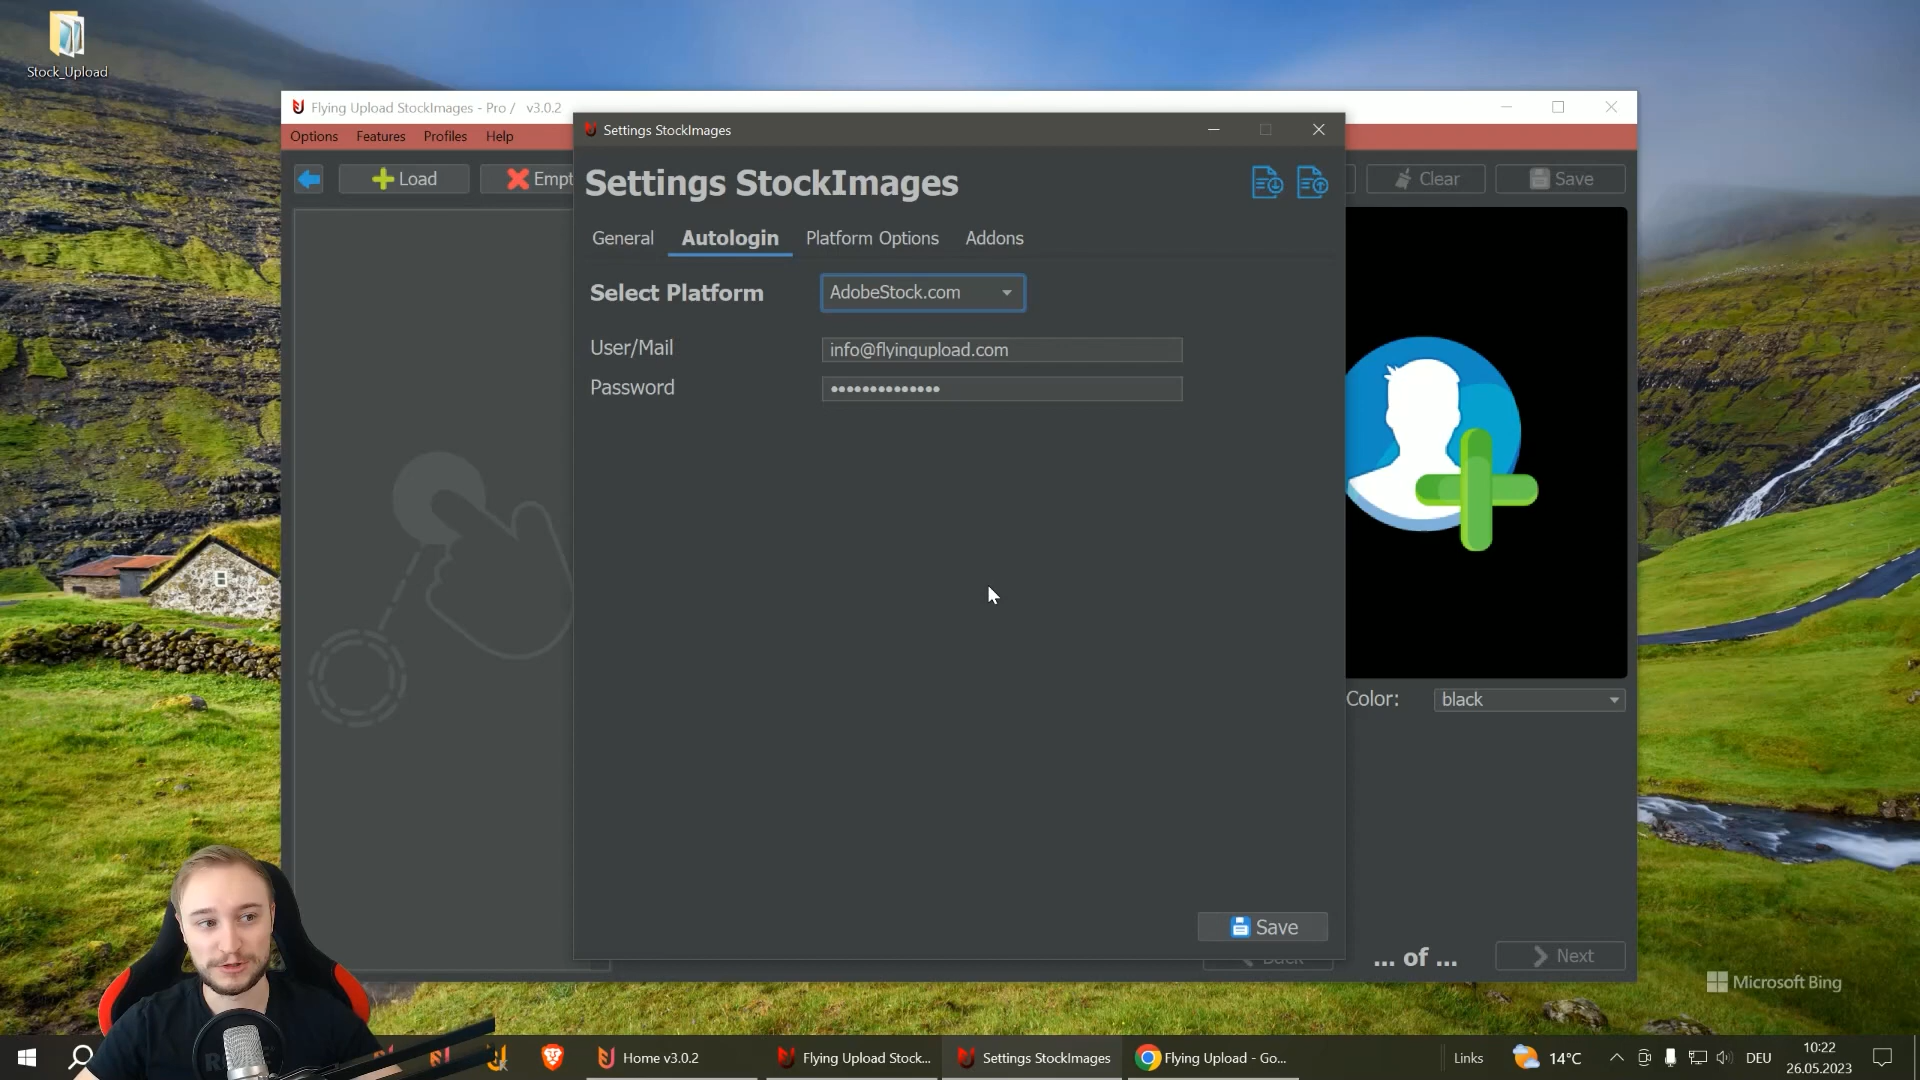 Stock_Upload
Flying Upload StockImages - Pro / v3.0.2
Options Features Profiles Help
Load
Empt
Clear
Save
Settings StockImages
Settings StockImages
General Autologin Platform Options Addons
Select Platform AdobeStock.com
User/Mail info@flyingupload.com
Password ••••••••••••••
Color: black
Save
Back
... of ...
Next
Microsoft Bing
Home v3.0.2
Flying Upload Stock...
Settings StockImages
Flying Upload - Go...
Links
14°C
DEU
10:22
26.05.2023